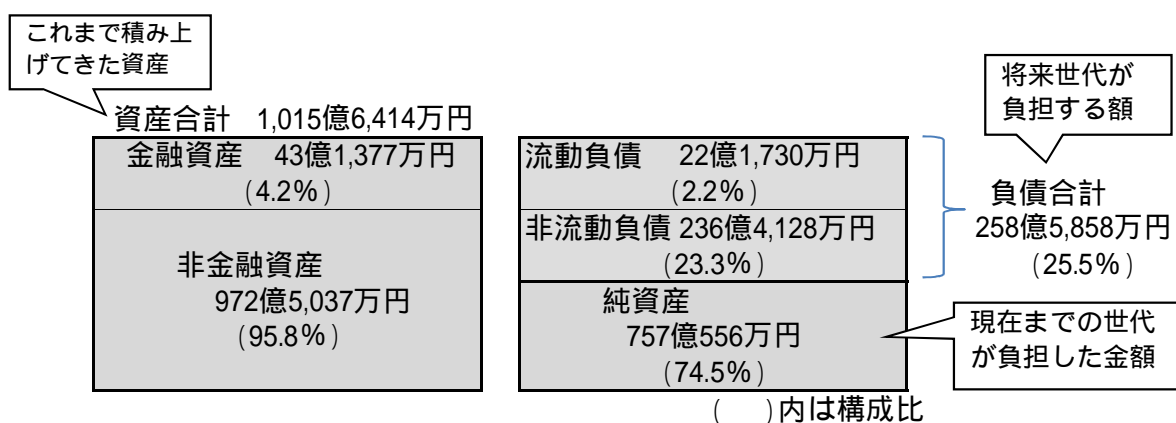 これまで積み上
げてきた資産
資産合計 1,015億6,414万円
金融資産 43億1,377万円
(4.2%)
非金融資産
972億5,037万円
(95.8%)
流動負債 22億1,730万円
(2.2%)
非流動負債 236億4,128万円
(23.3%)
純資産
757億556万円
(74.5%)
将来世代が
負担する額
負債合計
258億5,858万円
(25.5%)
現在までの世代
が負担した金額
( )内は構成比